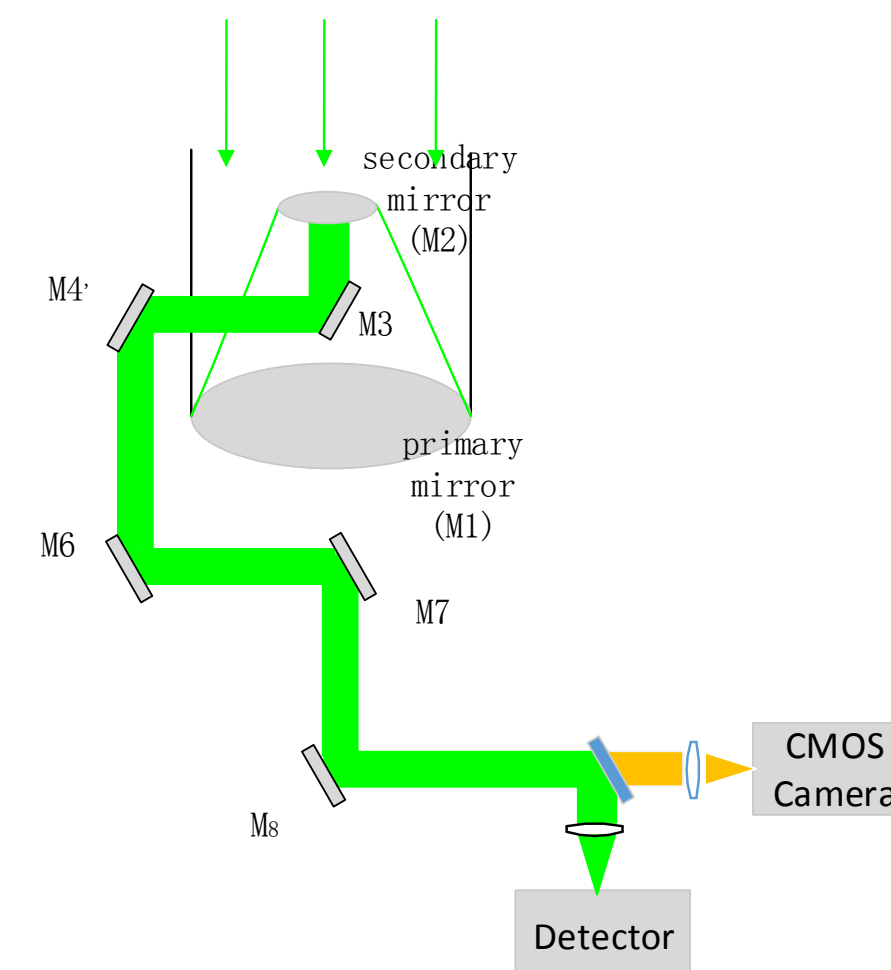 secondary
mirror
(M2)
M4'
M3
primary
mirror
(M1)
M6
M7
CMOS
Camera
M8
Detector